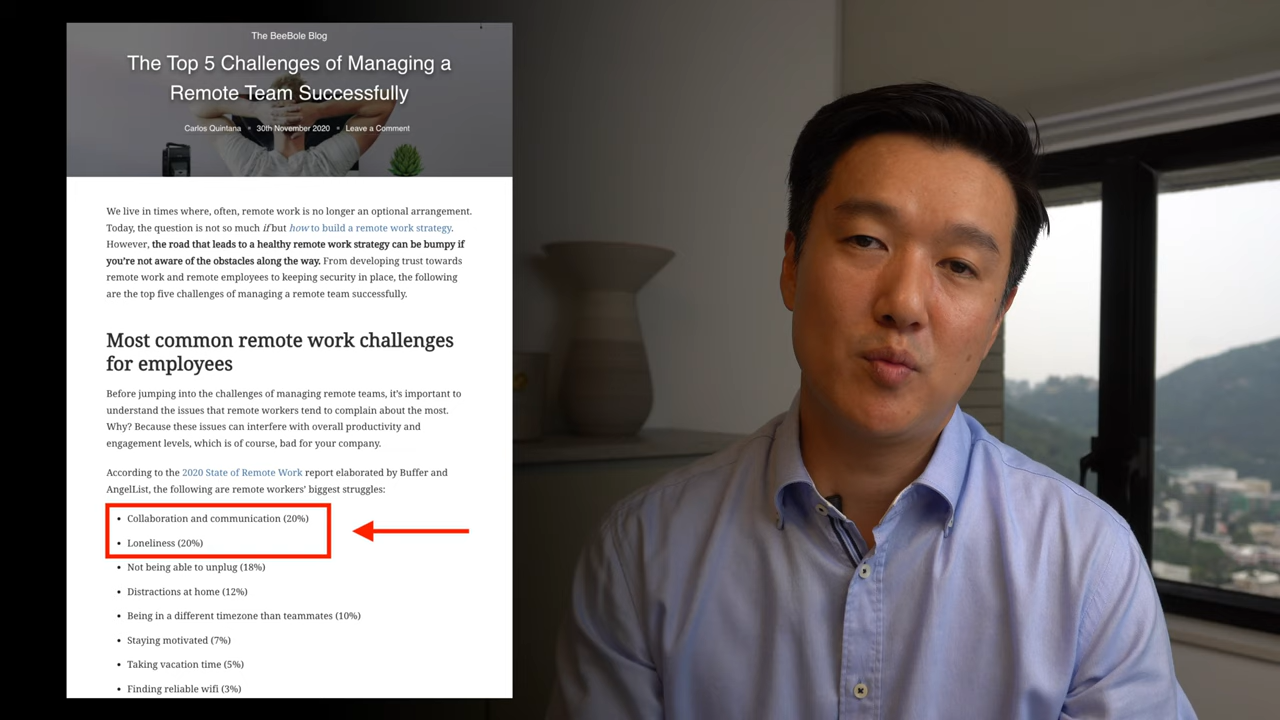 The BeeBole Blog
The Top 5 Challenges of Managing a
Remote Team Successfully
Carlos Quintana • 30th November 2020 • Leave a Comment
We live in times where, often, remote work is no longer an optional arrangement.
Today, the question is not so much if but how to build a remote work strategy.
However, the road that leads to a healthy remote work strategy can be bumpy if
you're not aware of the obstacles along the way. From developing trust towards
remote work and remote employees to keeping security in place, the following
are the top five challenges of managing a remote team successfully.
Most common remote work challenges
for employees
Before jumping into the challenges of managing remote teams, it's important to
understand the issues that remote workers tend to complain about the most.
Why? Because these issues can interfere with overall productivity and
engagement levels, which is of course, bad for your company.
According to the 2020 State of Remote Work report elaborated by Buffer and
AngelList, the following are remote workers' biggest struggles:
• Collaboration and communication (20%)
• Loneliness (20%)
• Not being able to unplug (18%)
• Distractions at home (12%)
• Being in a different timezone than teammates (10%)
• Staying motivated (7%)
• Taking vacation time (5%)
• Finding reliable wifi (3%)